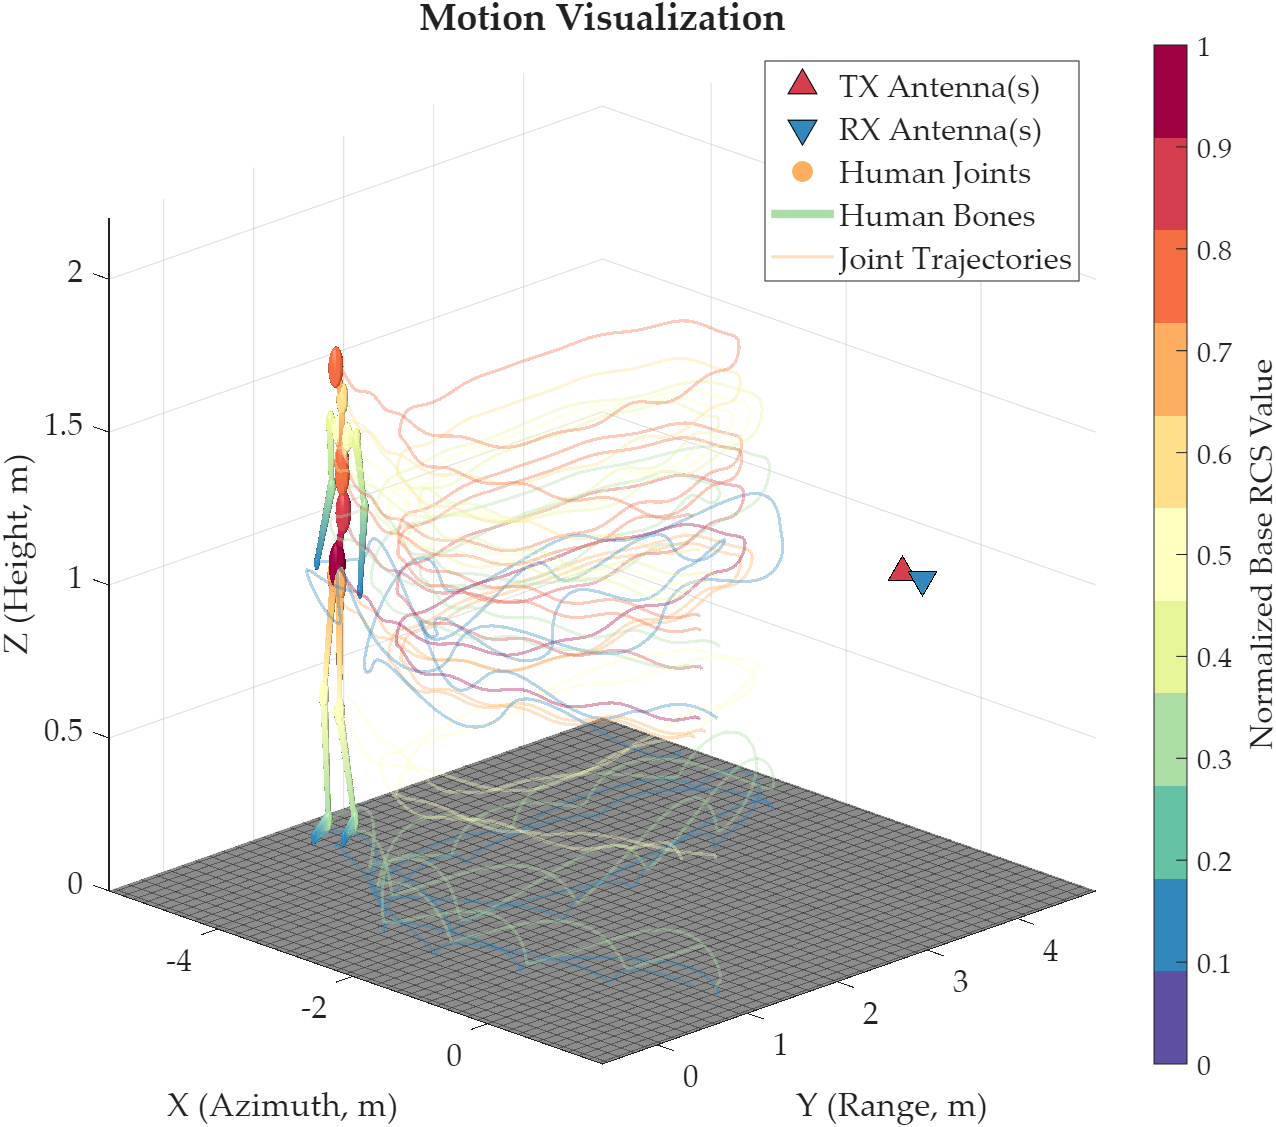 Motion Visualization
TX Antenna(s)
RX Antenna(s)
Human Joints
Human Bones
Joint Trajectories
Z (Height, m)
2
1.5
1
0.5
0
-4
-2
0
X (Azimuth, m)
0
1
2
3
4
Y (Range, m)
1
0.9
0.8
0.7
0.6
0.5
0.4
0.3
0.2
0.1
0
Normalized Base RCS Value